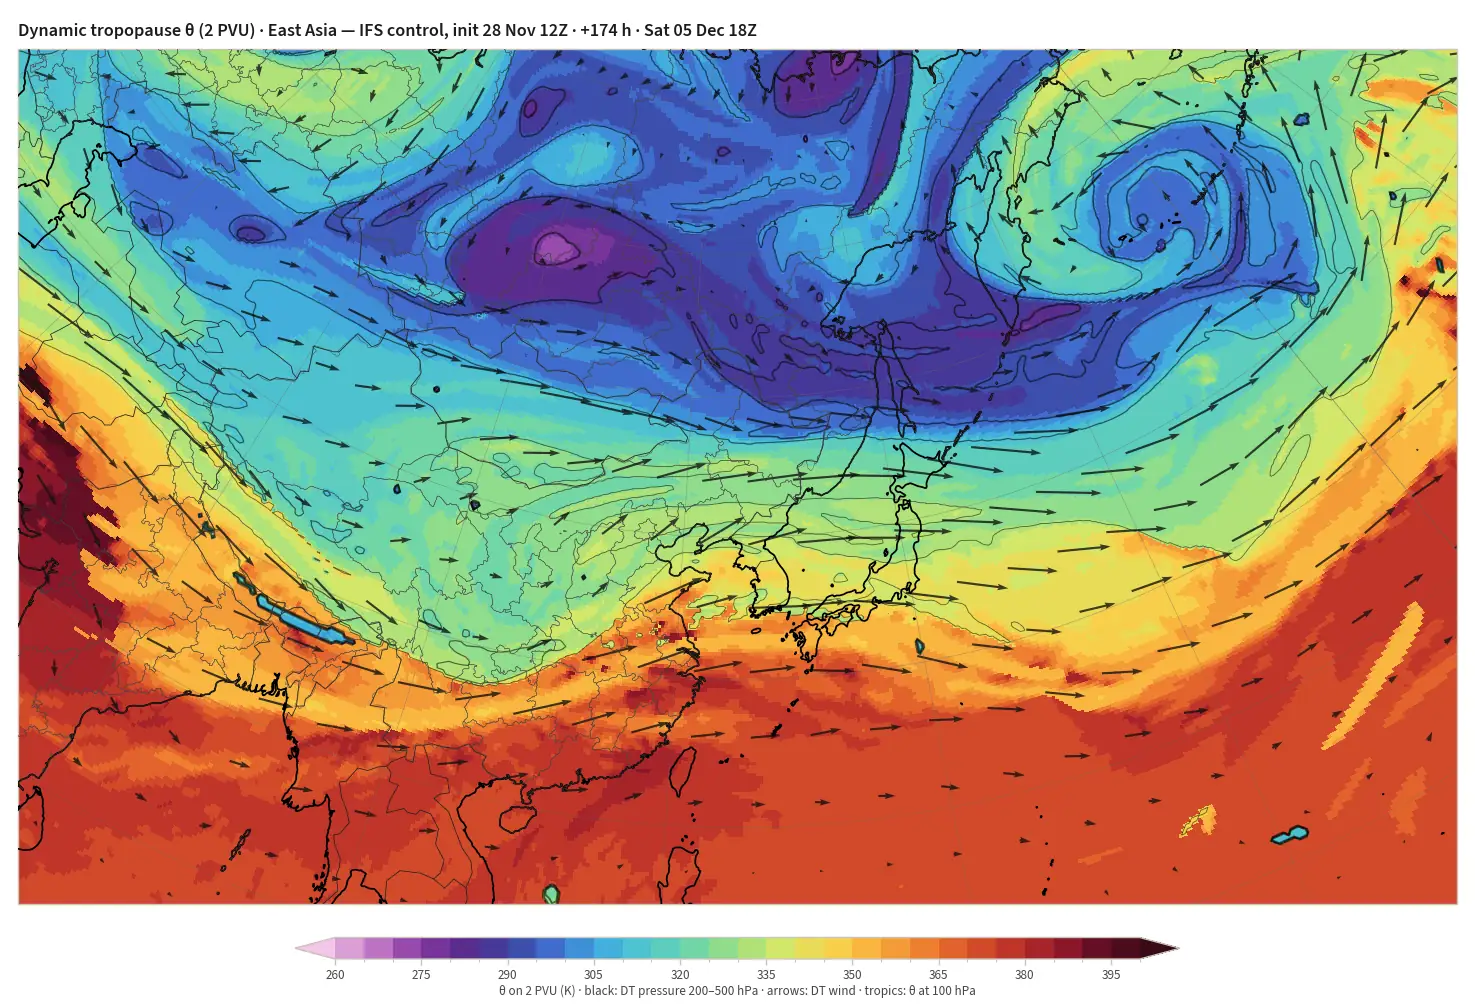 Dynamic tropopause θ (2 PVU) · East Asia — IFS control, init 28 Nov 12Z · +174 h · Sat 05 Dec 18Z
260 275 290 305 320 335 350 365 380 395
θ on 2 PVU (K) · black: DT pressure 200–500 hPa · arrows: DT wind · tropics: θ at 100 hPa